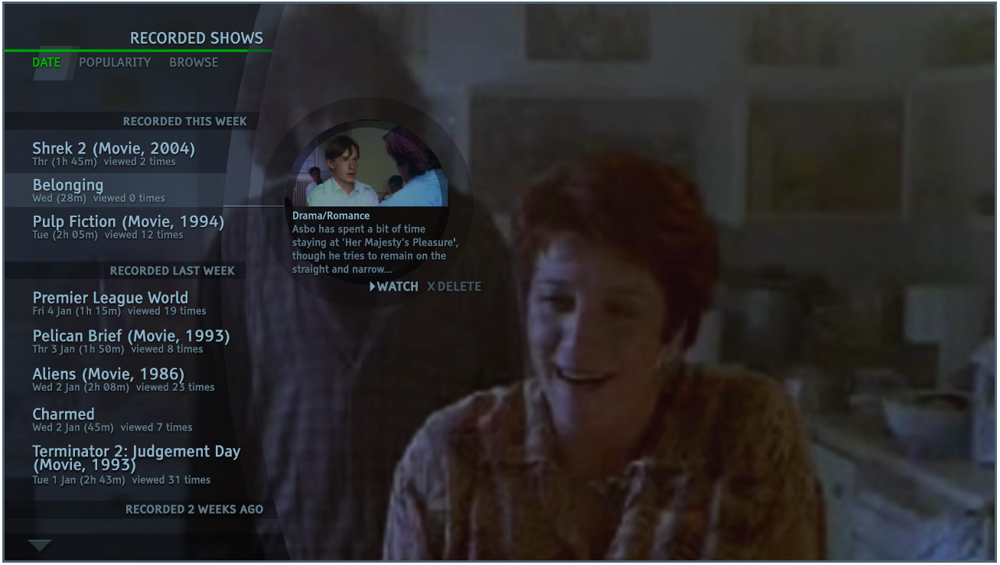 RECORDED SHOWS
DATE POPULARITY BROWSE
RECORDED THIS WEEK
Shrek 2 (Movie, 2004)
Thr (1h 45m) viewed 2 times
Belonging
Wed (28m) viewed 0 times
Pulp Fiction (Movie, 1994)
Tue (2h 05m) viewed 12 times
Drama/Romance
Asbo has spent a bit of time
staying at 'Her Majesty's Pleasure',
though he tries to remain on the
straight and narrow...
WATCH X DELETE
RECORDED LAST WEEK
Premier League World
Fri 4 Jan (1h 15m) viewed 19 times
Pelican Brief (Movie, 1993)
Thr 3 Jan (1h 50m) viewed 8 times
Aliens (Movie, 1986)
Wed 2 Jan (2h 08m) viewed 23 times
Charmed
Wed 2 Jan (45m) viewed 7 times
Terminator 2: Judgement Day
(Movie, 1993)
Tue 1 Jan (2h 43m) viewed 31 times
RECORDED 2 WEEKS AGO